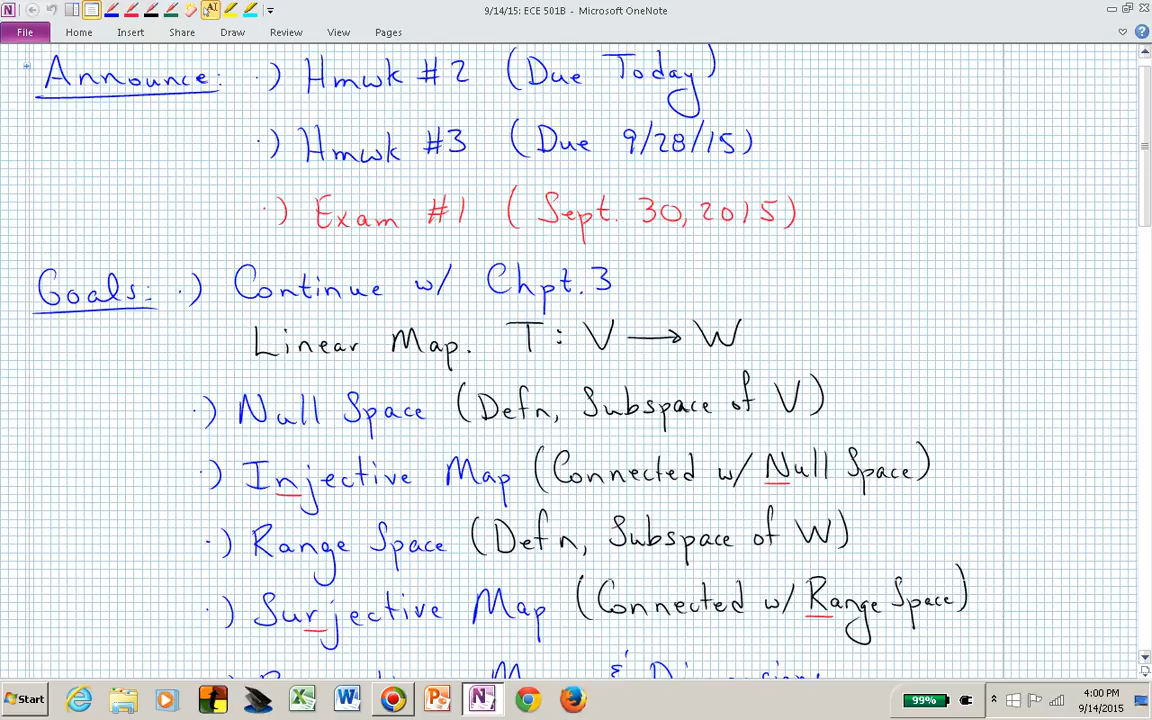 9/14/15: ECE 501B - Microsoft OneNote
File Home Insert Share Draw Review View Pages
Announce: ·) Hmwk #2 (Due Today)
·) Hmwk #3 (Due 9/28/15)
·) Exam #1 (Sept. 30, 2015)
Goals: ·) Continue w/ Chpt. 3
Linear Map. T: V → W
·) Null Space (Defn, Subspace of V)
·) Injective Map (Connected w/ Null Space)
·) Range Space (Defn, Subspace of W)
·) Surjective Map (Connected w/ Range Space)
Start 99% 4:00 PM
9/14/2015